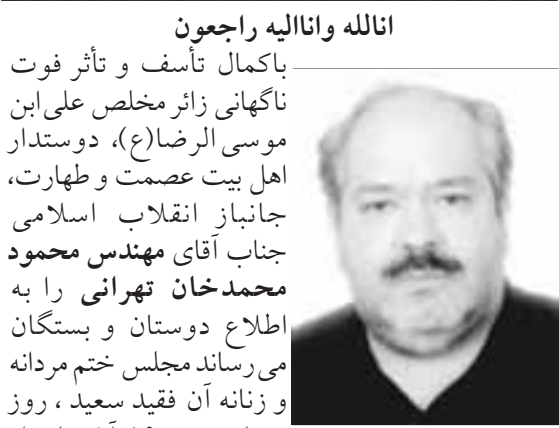 انالله واناالیه راجعون
باکمال تأسف و تأثر فوت
ناگهانی زائر مخلص علی‌ابن
موسی‌الرضا(ع)، دوستدار
اهل بیت عصمت و طهارت،
جانباز انقلاب اسلامی
جناب آقای مهندس محمود
محمدخان تهرانی را به
اطلاع دوستان و بستگان
می‌رساند مجلس ختم مردانه
و زنانه آن فقید سعید ، روز